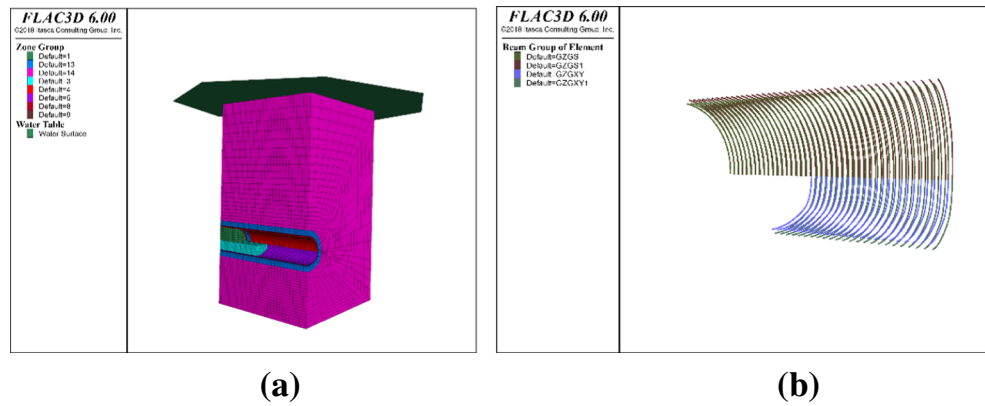 FLAC3D 6.00
©2018 Itasca Consulting Group, Inc.
Zone Group
Default=1
Default=13
Default=14
Default=3
Default=4
Default=5
Default=8
Default=9
Water Table
Water Surface
(a)
FLAC3D 6.00
©2018 Itasca Consulting Group, Inc.
Beam Group of Element
Default=GZGS
Default=GZGS1
Default=GZGXY
Default=GZGXY1
(b)